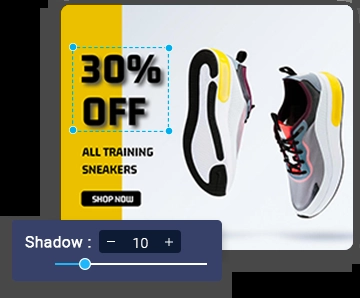 30%
OFF
ALL TRAINING
SNEAKERS
SHOP NOW
Shadow : − 10 +